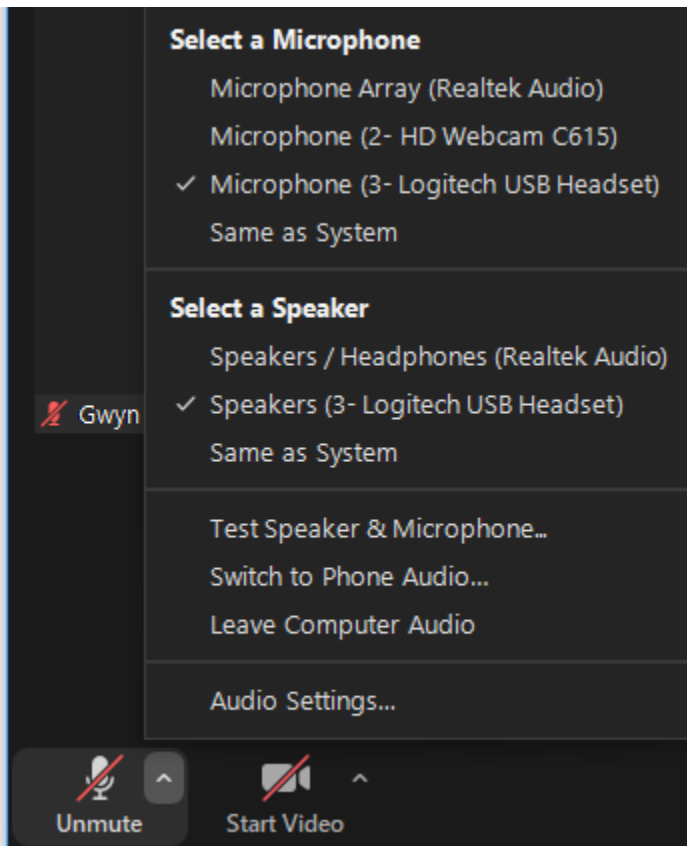 Select a Microphone
Microphone Array (Realtek Audio)
Microphone (2- HD Webcam C615)
Microphone (3- Logitech USB Headset)
Same as System
Select a Speaker
Speakers / Headphones (Realtek Audio)
Speakers (3- Logitech USB Headset)
Same as System
Gwyn
Test Speaker & Microphone...
Switch to Phone Audio...
Leave Computer Audio
Audio Settings...
Unmute
Start Video